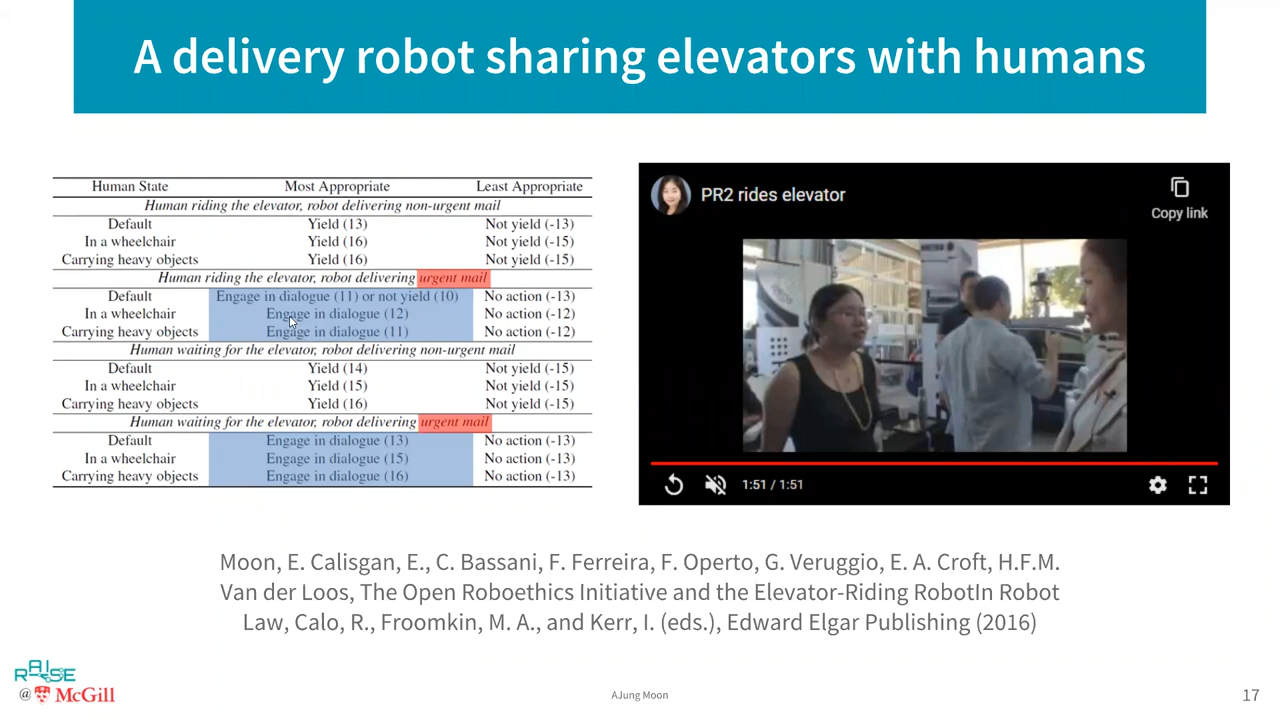 A delivery robot sharing elevators with humans
Human State Most Appropriate Least Appropriate
Human riding the elevator, robot delivering non-urgent mail
Default Yield (13) Not yield (-13)
In a wheelchair Yield (16) Not yield (-15)
Carrying heavy objects Yield (16) Not yield (-15)
Human riding the elevator, robot delivering urgent mail
Default Engage in dialogue (11) or not yield (10) No action (-13)
In a wheelchair Engage in dialogue (12) No action (-12)
Carrying heavy objects Engage in dialogue (11) No action (-12)
Human waiting for the elevator, robot delivering non-urgent mail
Default Yield (14) Not yield (-15)
In a wheelchair Yield (15) Not yield (-15)
Carrying heavy objects Yield (16) Not yield (-15)
Human waiting for the elevator, robot delivering urgent mail
Default Engage in dialogue (13) No action (-13)
In a wheelchair Engage in dialogue (15) No action (-13)
Carrying heavy objects Engage in dialogue (16) No action (-13)
PR2 rides elevator
Copy link
1:51 / 1:51
Moon, E. Calisgan, E., C. Bassani, F. Ferreira, F. Operto, G. Veruggio, E. A. Croft, H.F.M.
Van der Loos, The Open Roboethics Initiative and the Elevator-Riding RobotIn Robot
Law, Calo, R., Froomkin, M. A., and Kerr, I. (eds.), Edward Elgar Publishing (2016)
RAISE
@ McGill
AJung Moon
17